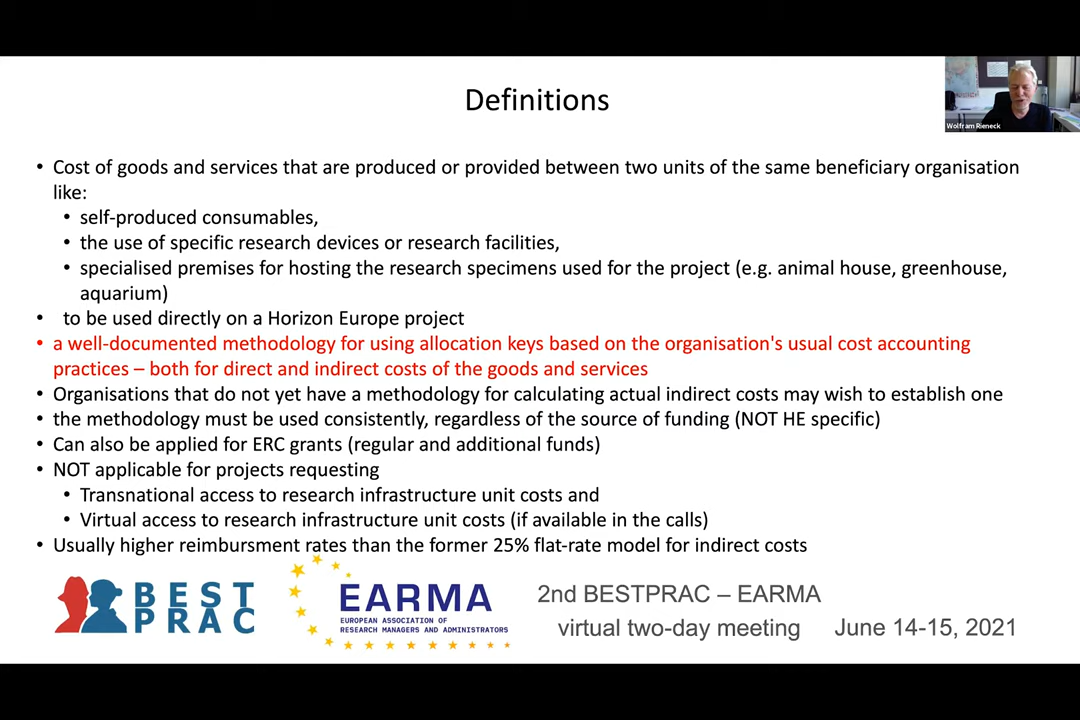 Definitions
Wolfram Rieneck
• Cost of goods and services that are produced or provided between two units of the same beneficiary organisation
like:
• self-produced consumables,
• the use of specific research devices or research facilities,
• specialised premises for hosting the research specimens used for the project (e.g. animal house, greenhouse,
aquarium)
• to be used directly on a Horizon Europe project
• a well-documented methodology for using allocation keys based on the organisation's usual cost accounting
practices – both for direct and indirect costs of the goods and services
• Organisations that do not yet have a methodology for calculating actual indirect costs may wish to establish one
• the methodology must be used consistently, regardless of the source of funding (NOT HE specific)
• Can also be applied for ERC grants (regular and additional funds)
• NOT applicable for projects requesting
• Transnational access to research infrastructure unit costs and
• Virtual access to research infrastructure unit costs (if available in the calls)
• Usually higher reimbursment rates than the former 25% flat-rate model for indirect costs
BEST
PRAC
EARMA
EUROPEAN ASSOCIATION OF
RESEARCH MANAGERS AND ADMINISTRATORS
2nd BESTPRAC – EARMA
virtual two-day meeting
June 14-15, 2021